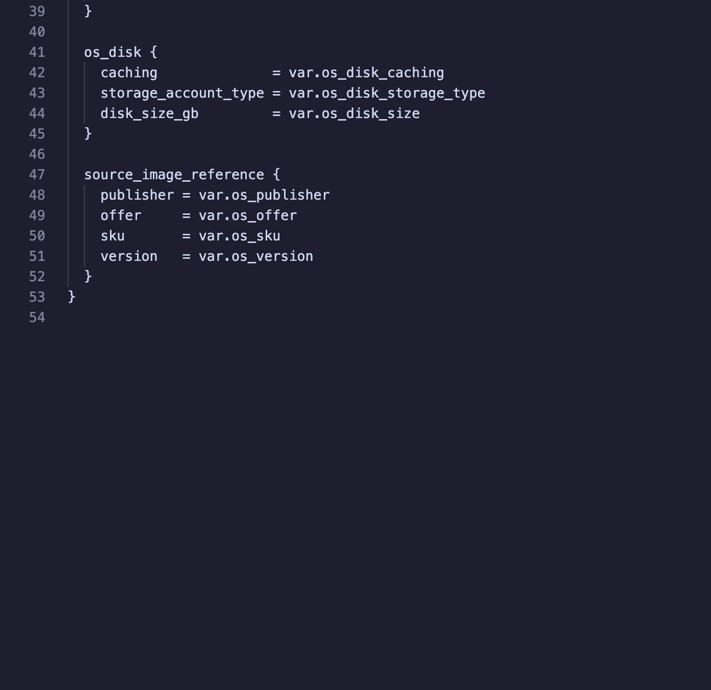 39 }
40
41 os_disk {
42 caching = var.os_disk_caching
43 storage_account_type = var.os_disk_storage_type
44 disk_size_gb = var.os_disk_size
45 }
46
47 source_image_reference {
48 publisher = var.os_publisher
49 offer = var.os_offer
50 sku = var.os_sku
51 version = var.os_version
52 }
53 }
54